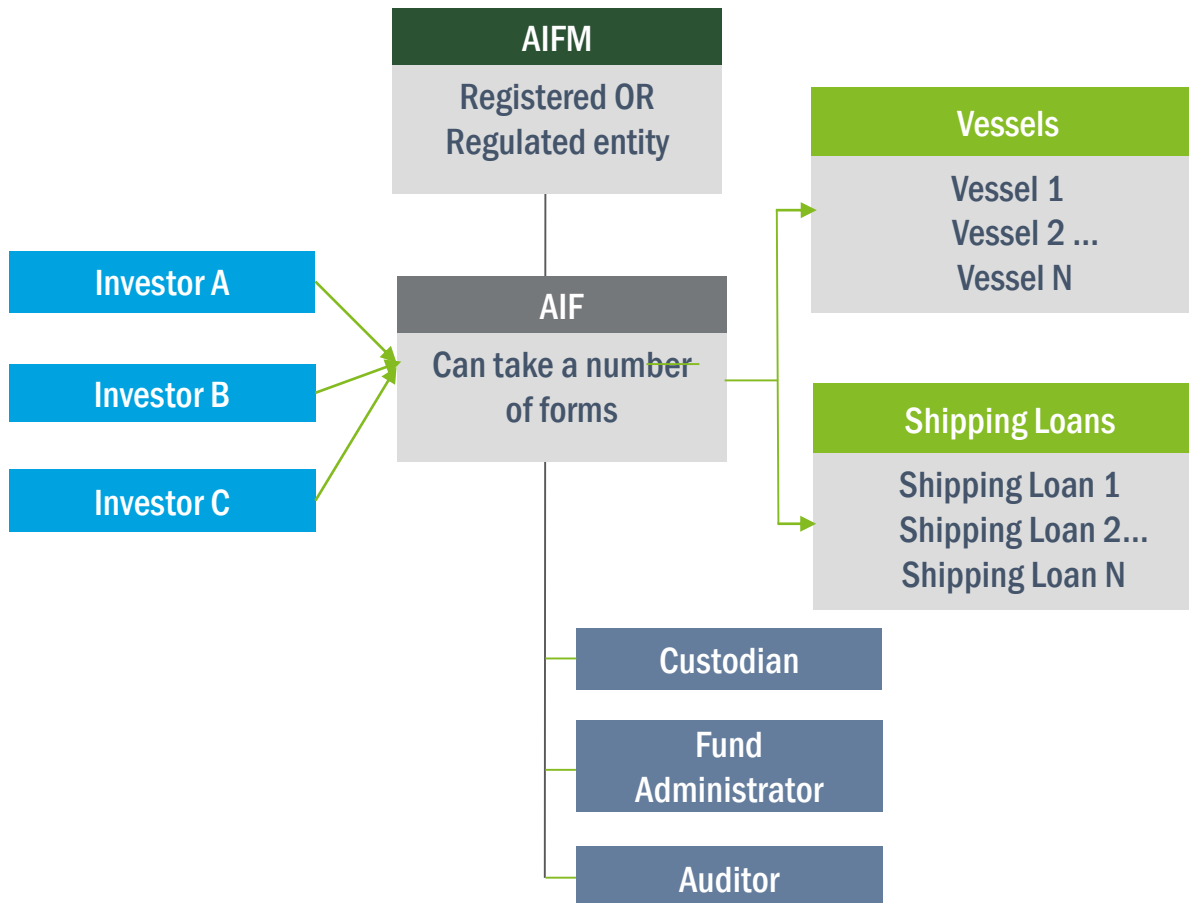 AIFM
Registered OR
Regulated entity
Vessels
Vessel 1
Vessel 2 ...
Vessel N
Investor A
Investor B
Investor C
AIF
Can take a number
of forms
Shipping Loans
Shipping Loan 1
Shipping Loan 2...
Shipping Loan N
Custodian
Fund
Administrator
Auditor